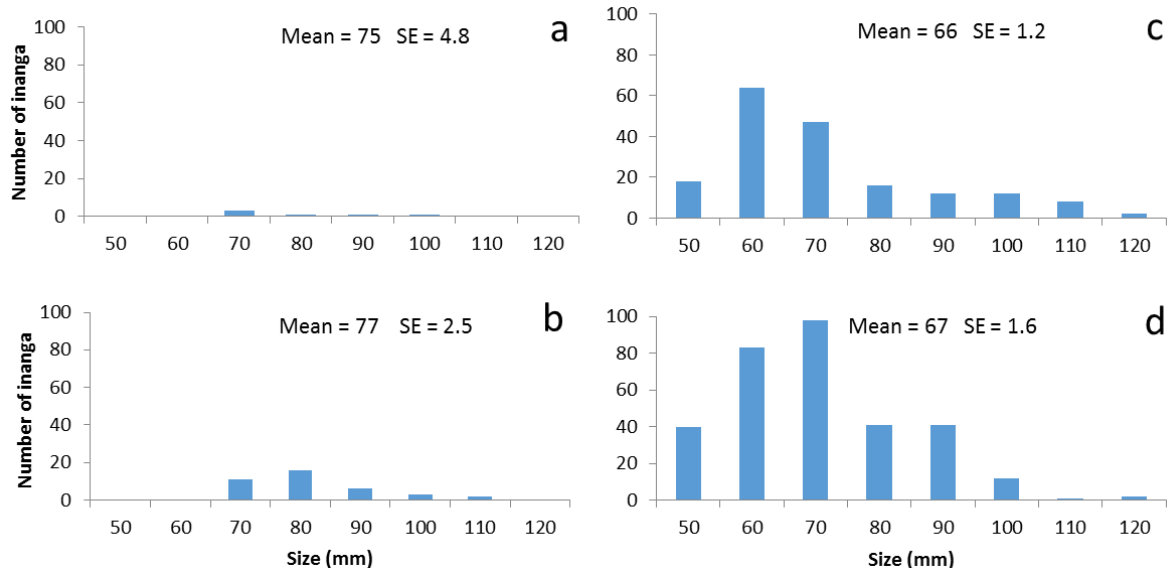 Number of inanga
100
80
60
40
20
0
Mean = 75 SE = 4.8
a
50 60 70 80 90 100 110 120
100
80
60
40
20
0
Mean = 66 SE = 1.2
c
50 60 70 80 90 100 110 120
Number of inanga
100
80
60
40
20
0
Mean = 77 SE = 2.5
b
50 60 70 80 90 100 110 120
Size (mm)
100
80
60
40
20
0
Mean = 67 SE = 1.6
d
50 60 70 80 90 100 110 120
Size (mm)